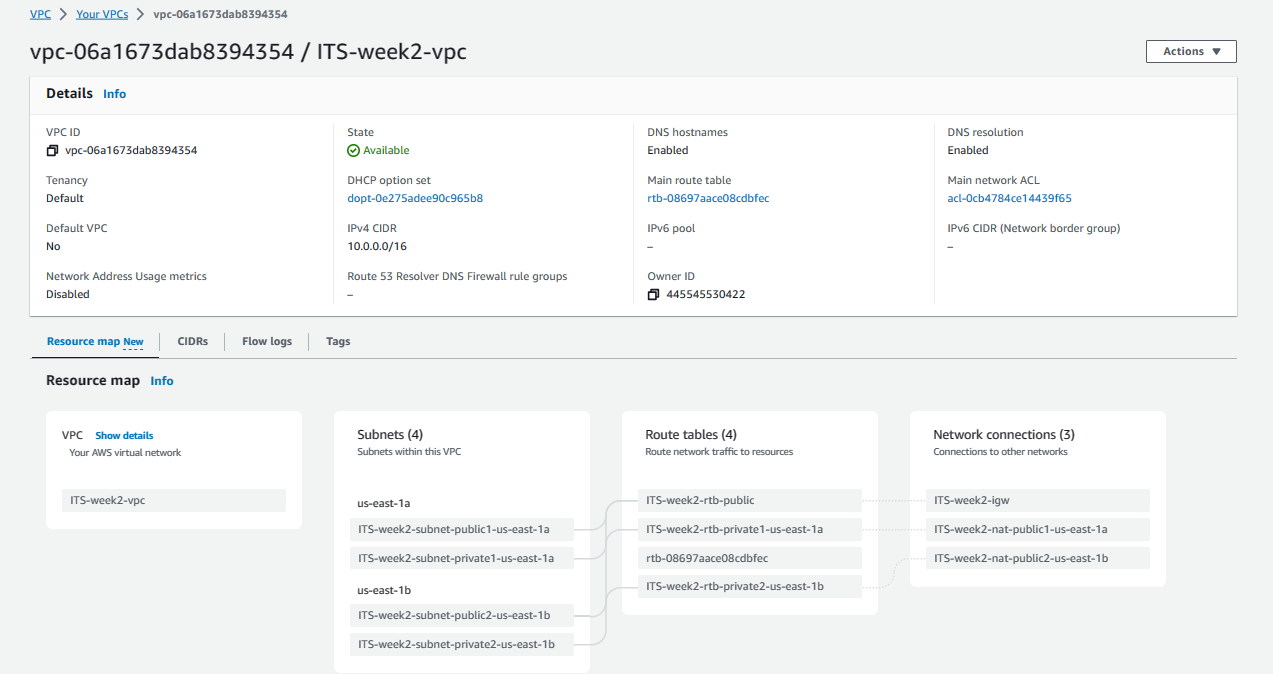 VPC > Your VPCs > vpc-06a1673dab8394354
vpc-06a1673dab8394354 / ITS-week2-vpc
Actions ▼
Details Info
VPC ID
vpc-06a1673dab8394354
State
Available
DNS hostnames
Enabled
DNS resolution
Enabled
Tenancy
Default
DHCP option set
dopt-0e275adee90c965b8
Main route table
rtb-08697aace08cdbfec
Main network ACL
acl-0cb4784ce14439f65
Default VPC
No
IPv4 CIDR
10.0.0.0/16
IPv6 pool
–
IPv6 CIDR (Network border group)
–
Network Address Usage metrics
Disabled
Route 53 Resolver DNS Firewall rule groups
–
Owner ID
445545530422
Resource map New
CIDRs
Flow logs
Tags
Resource map Info
VPC Show details
Your AWS virtual network
ITS-week2-vpc
Subnets (4)
Subnets within this VPC
us-east-1a
ITS-week2-subnet-public1-us-east-1a
ITS-week2-subnet-private1-us-east-1a
us-east-1b
ITS-week2-subnet-public2-us-east-1b
ITS-week2-subnet-private2-us-east-1b
Route tables (4)
Route network traffic to resources
ITS-week2-rtb-public
ITS-week2-rtb-private1-us-east-1a
rtb-08697aace08cdbfec
ITS-week2-rtb-private2-us-east-1b
Network connections (3)
Connections to other networks
ITS-week2-igw
ITS-week2-nat-public1-us-east-1a
ITS-week2-nat-public2-us-east-1b